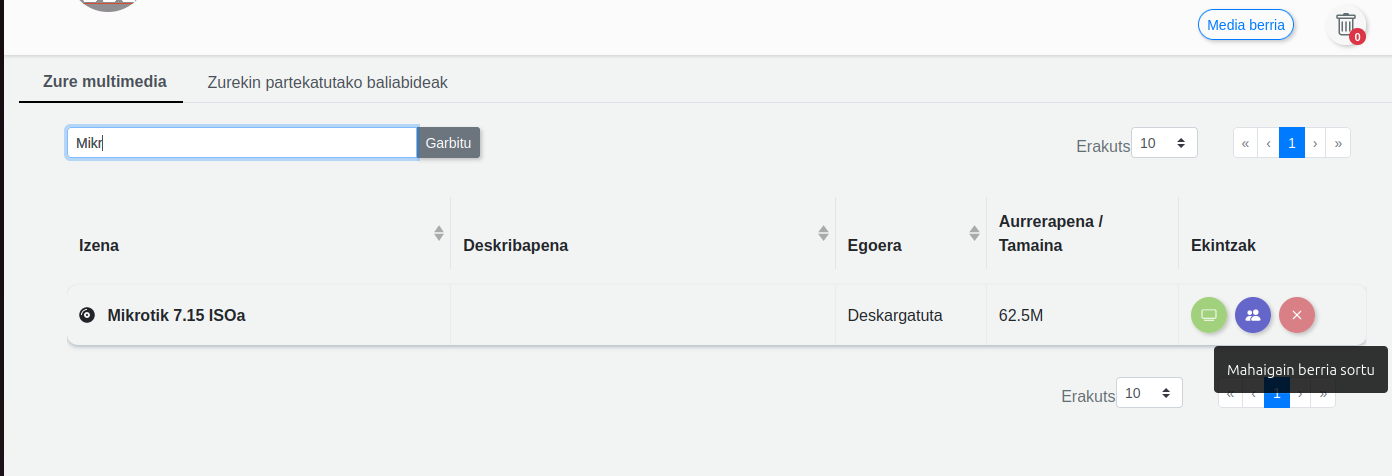 Media berria
0
Zure multimedia
Zurekin partekatutako baliabideak
Mikr
Garbitu
Erakuts
10
« ‹ 1 › »
Izena
Deskribapena
Egoera
Aurrerapena /
Tamaina
Ekintzak
Mikrotik 7.15 ISOa
Deskargatuta
62.5M
Mahaigain berria sortu
Erakuts
10
« ‹ 1 › »